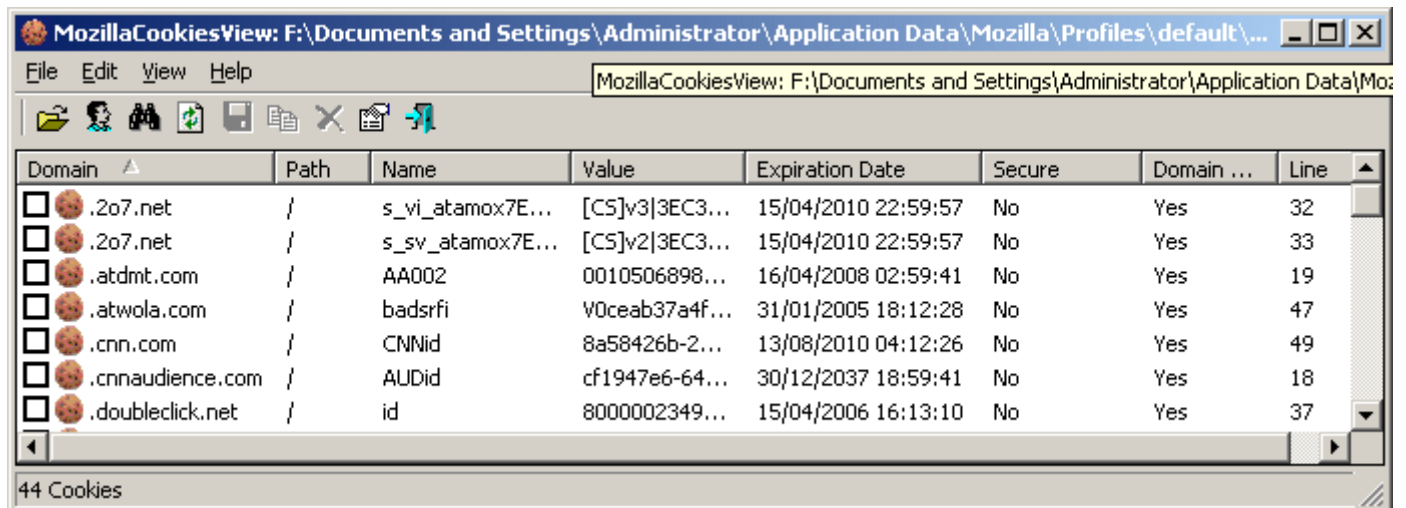 MozillaCookiesView: F:\Documents and Settings\Administrator\Application Data\Mozilla\Profiles\default\...
File Edit View Help
MozillaCookiesView: F:\Documents and Settings\Administrator\Application Data\Moz
Domain Path Name Value Expiration Date Secure Domain ... Line
.2o7.net / s_vi_atamox7E... [CS]v3|3EC3... 15/04/2010 22:59:57 No Yes 32
.2o7.net / s_sv_atamox7E... [CS]v2|3EC3... 15/04/2010 22:59:57 No Yes 33
.atdmt.com / AA002 0010506898... 16/04/2008 02:59:41 No Yes 19
.atwola.com / badsrfi V0ceab37a4f... 31/01/2005 18:12:28 No Yes 47
.cnn.com / CNNid 8a58426b-2... 13/08/2010 04:12:26 No Yes 49
.cnnaudience.com / AUDid cf1947e6-64... 30/12/2037 18:59:41 No Yes 18
.doubleclick.net / id 8000002349... 15/04/2006 16:13:10 No Yes 37
44 Cookies